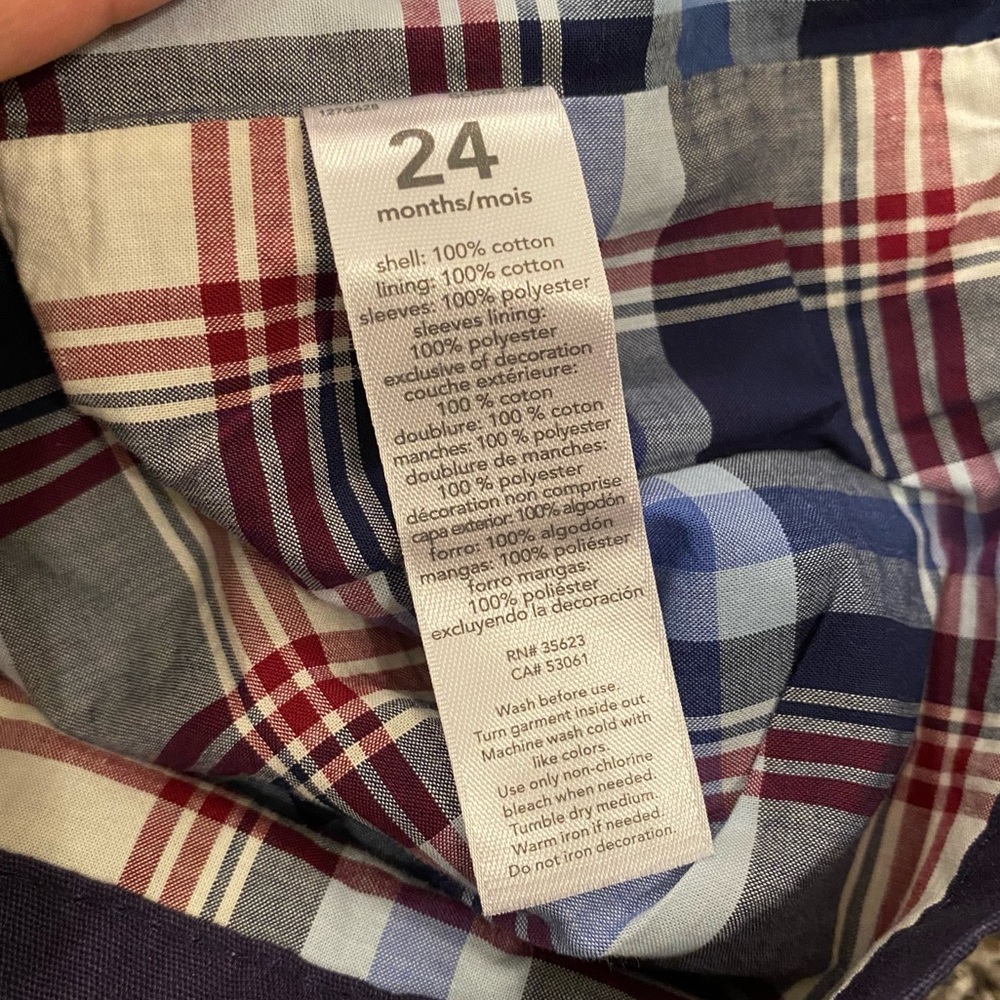 127G628
24
months/mois
shell: 100% cotton
lining: 100% cotton
sleeves: 100% polyester
sleeves lining:
100% polyester
exclusive of decoration
couche extérieure:
100 % coton
doublure: 100 % coton
manches: 100 % polyester
doublure de manches:
100 % polyester
décoration non comprise
capa exterior: 100% algodón
forro: 100% algodón
mangas: 100% poliéster
forro mangas:
100% poliéster
excluyendo la decoración
RN# 35623
CA# 53061
Wash before use.
Turn garment inside out.
Machine wash cold with
like colors.
Use only non-chlorine
bleach when needed.
Tumble dry medium.
Warm iron if needed.
Do not iron decoration.